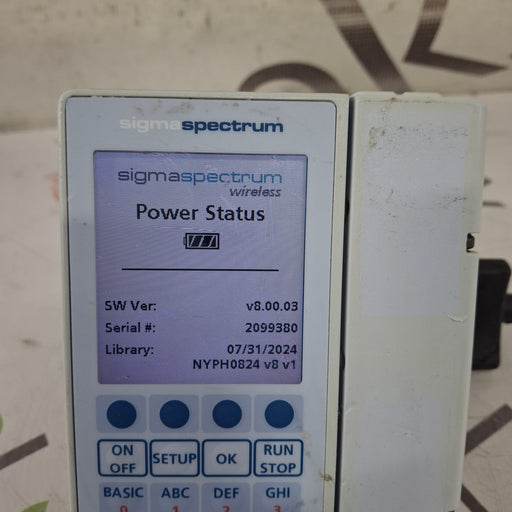 sigmaspectrum
sigmaspectrum
wireless
Power Status
SW Ver: v8.00.03
Serial #: 2099380
Library: 07/31/2024
NYPH0824 v8 v1
ON OFF SETUP OK RUN STOP
BASIC ABC DEF GHI
0 1 2 3